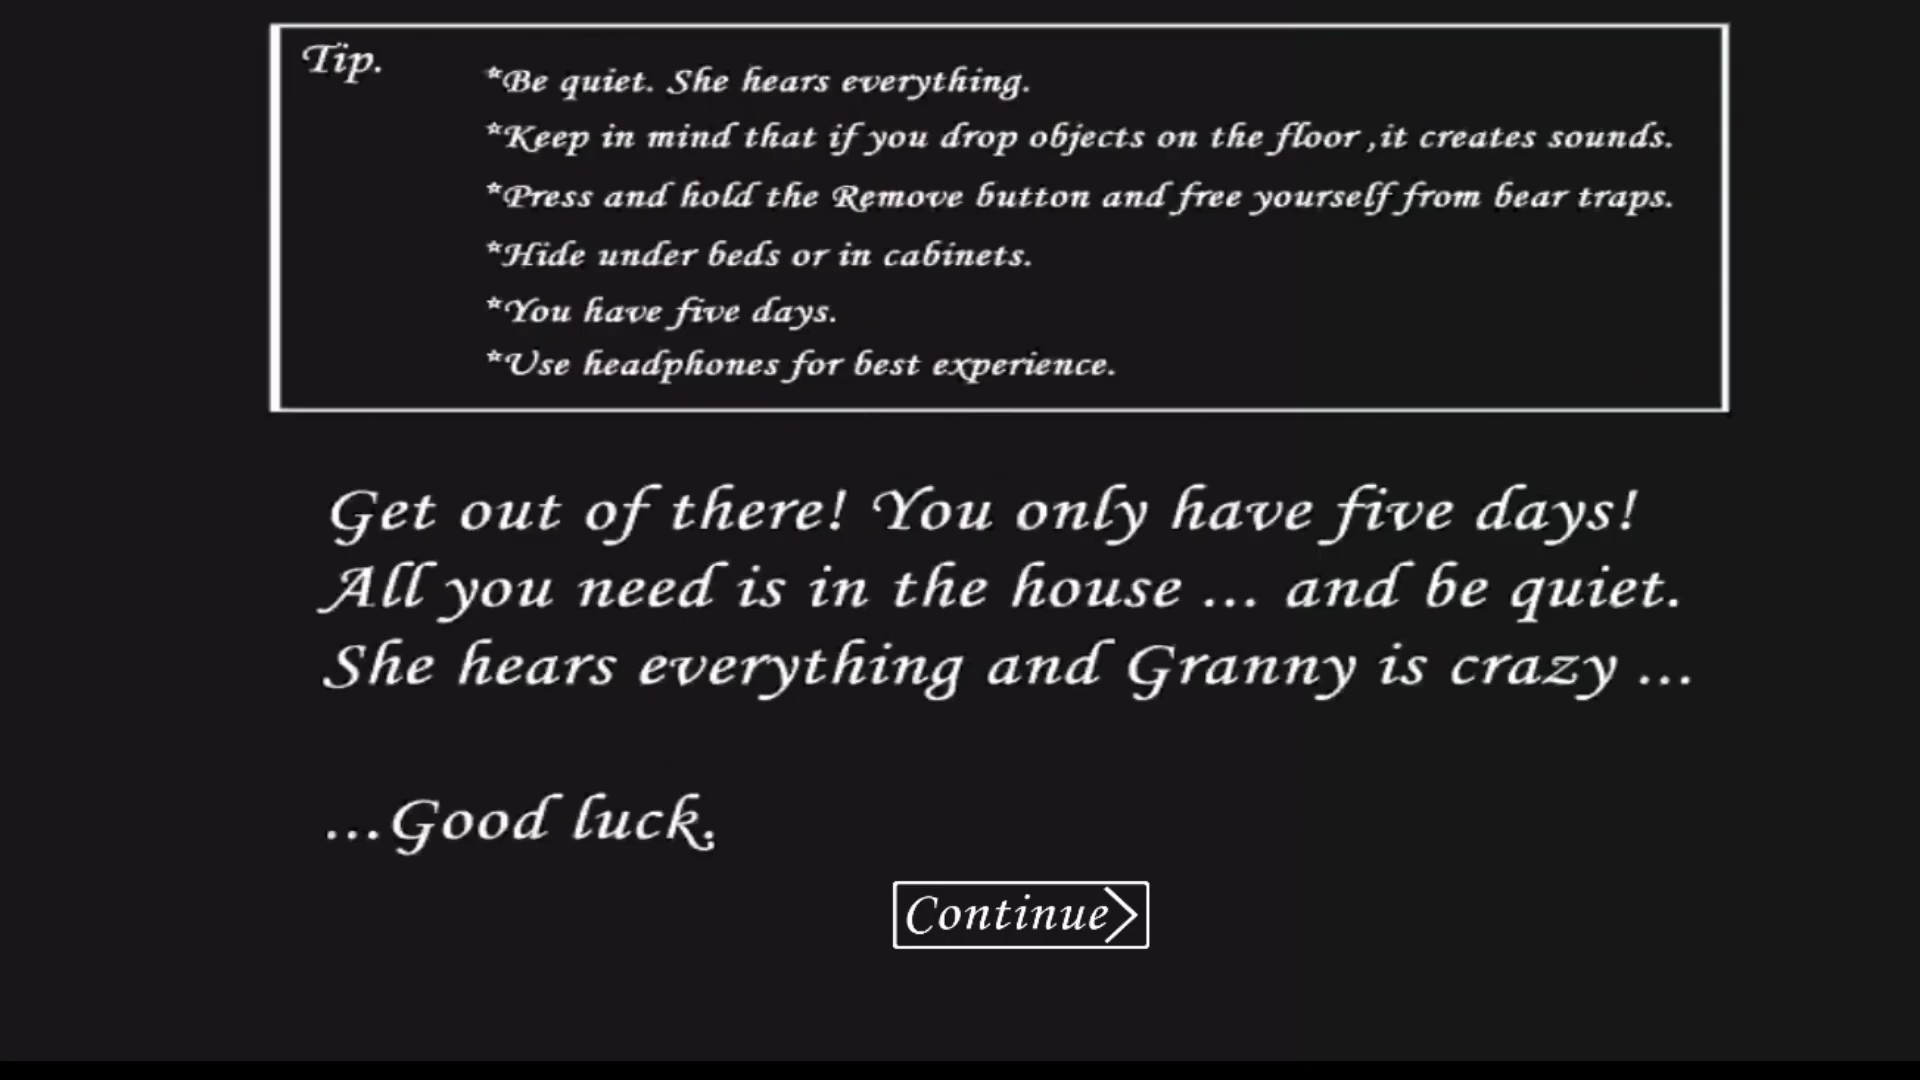 Tip.
*Be quiet. She hears everything.
*Keep in mind that if you drop objects on the floor ,it creates sounds.
*Press and hold the Remove button and free yourself from bear traps.
*Hide under beds or in cabinets.
*You have five days.
*Use headphones for best experience.
Get out of there! You only have five days!
All you need is in the house ... and be quiet.
She hears everything and Granny is crazy ...
...Good luck.
Continue>